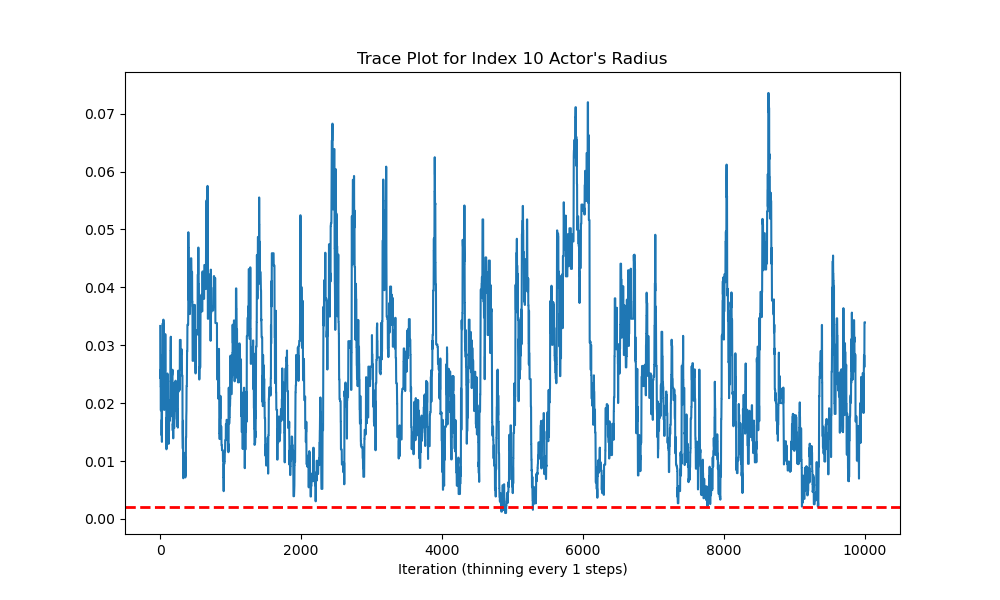 Trace Plot for Index 10 Actor's Radius
0.07
0.06
0.05
0.04
0.03
0.02
0.01
0.00
0 2000 4000 6000 8000 10000
Iteration (thinning every 1 steps)